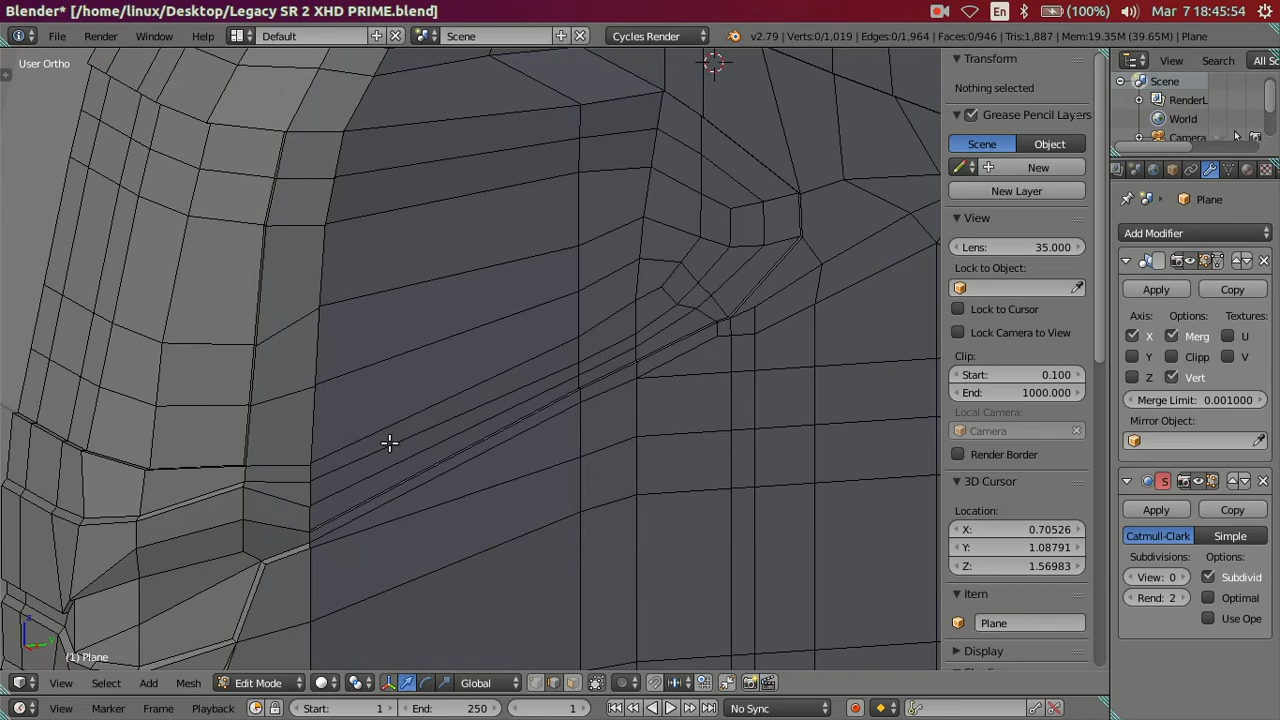 Blender* [/home/linux/Desktop/Legacy SR 2 XHD PRIME.blend]
En (100%) Mar 7 18:45:54
File Render Window Help Default Scene Cycles Render v2.79 | Verts:0/1,019 | Edges:0/1,964 | Faces:0/946 | Tris:1,887 | Mem:19.35M (39.65M) | Plane
User Ortho
Transform
Nothing selected
Grease Pencil Layers
Scene Object
New
New Layer
View
Lens: 35.000
Lock to Object:
Lock to Cursor
Lock Camera to View
Clip:
Start: 0.100
End: 1000.000
Local Camera:
Camera
Render Border
3D Cursor
Location:
X: 0.70526
Y: 1.08791
Z: 1.56983
Item
Plane
Display
View Search All Sc
Scene
RenderL
World
Camera
Plane
Add Modifier
Apply Copy
Axis: Options: Textures:
X Merg U
Y Clipp V
Z Vert
Merge Limit: 0.001000
Mirror Object:
S
Apply Copy
Catmull-Clark Simple
Subdivisions: Options:
View: 0 Subdivid
Rend: 2 Optimal
Use Ope
z
y
(1) Plane
View Select Add Mesh Edit Mode Global
View Marker Frame Playback Start: 1 End: 250 1 No Sync